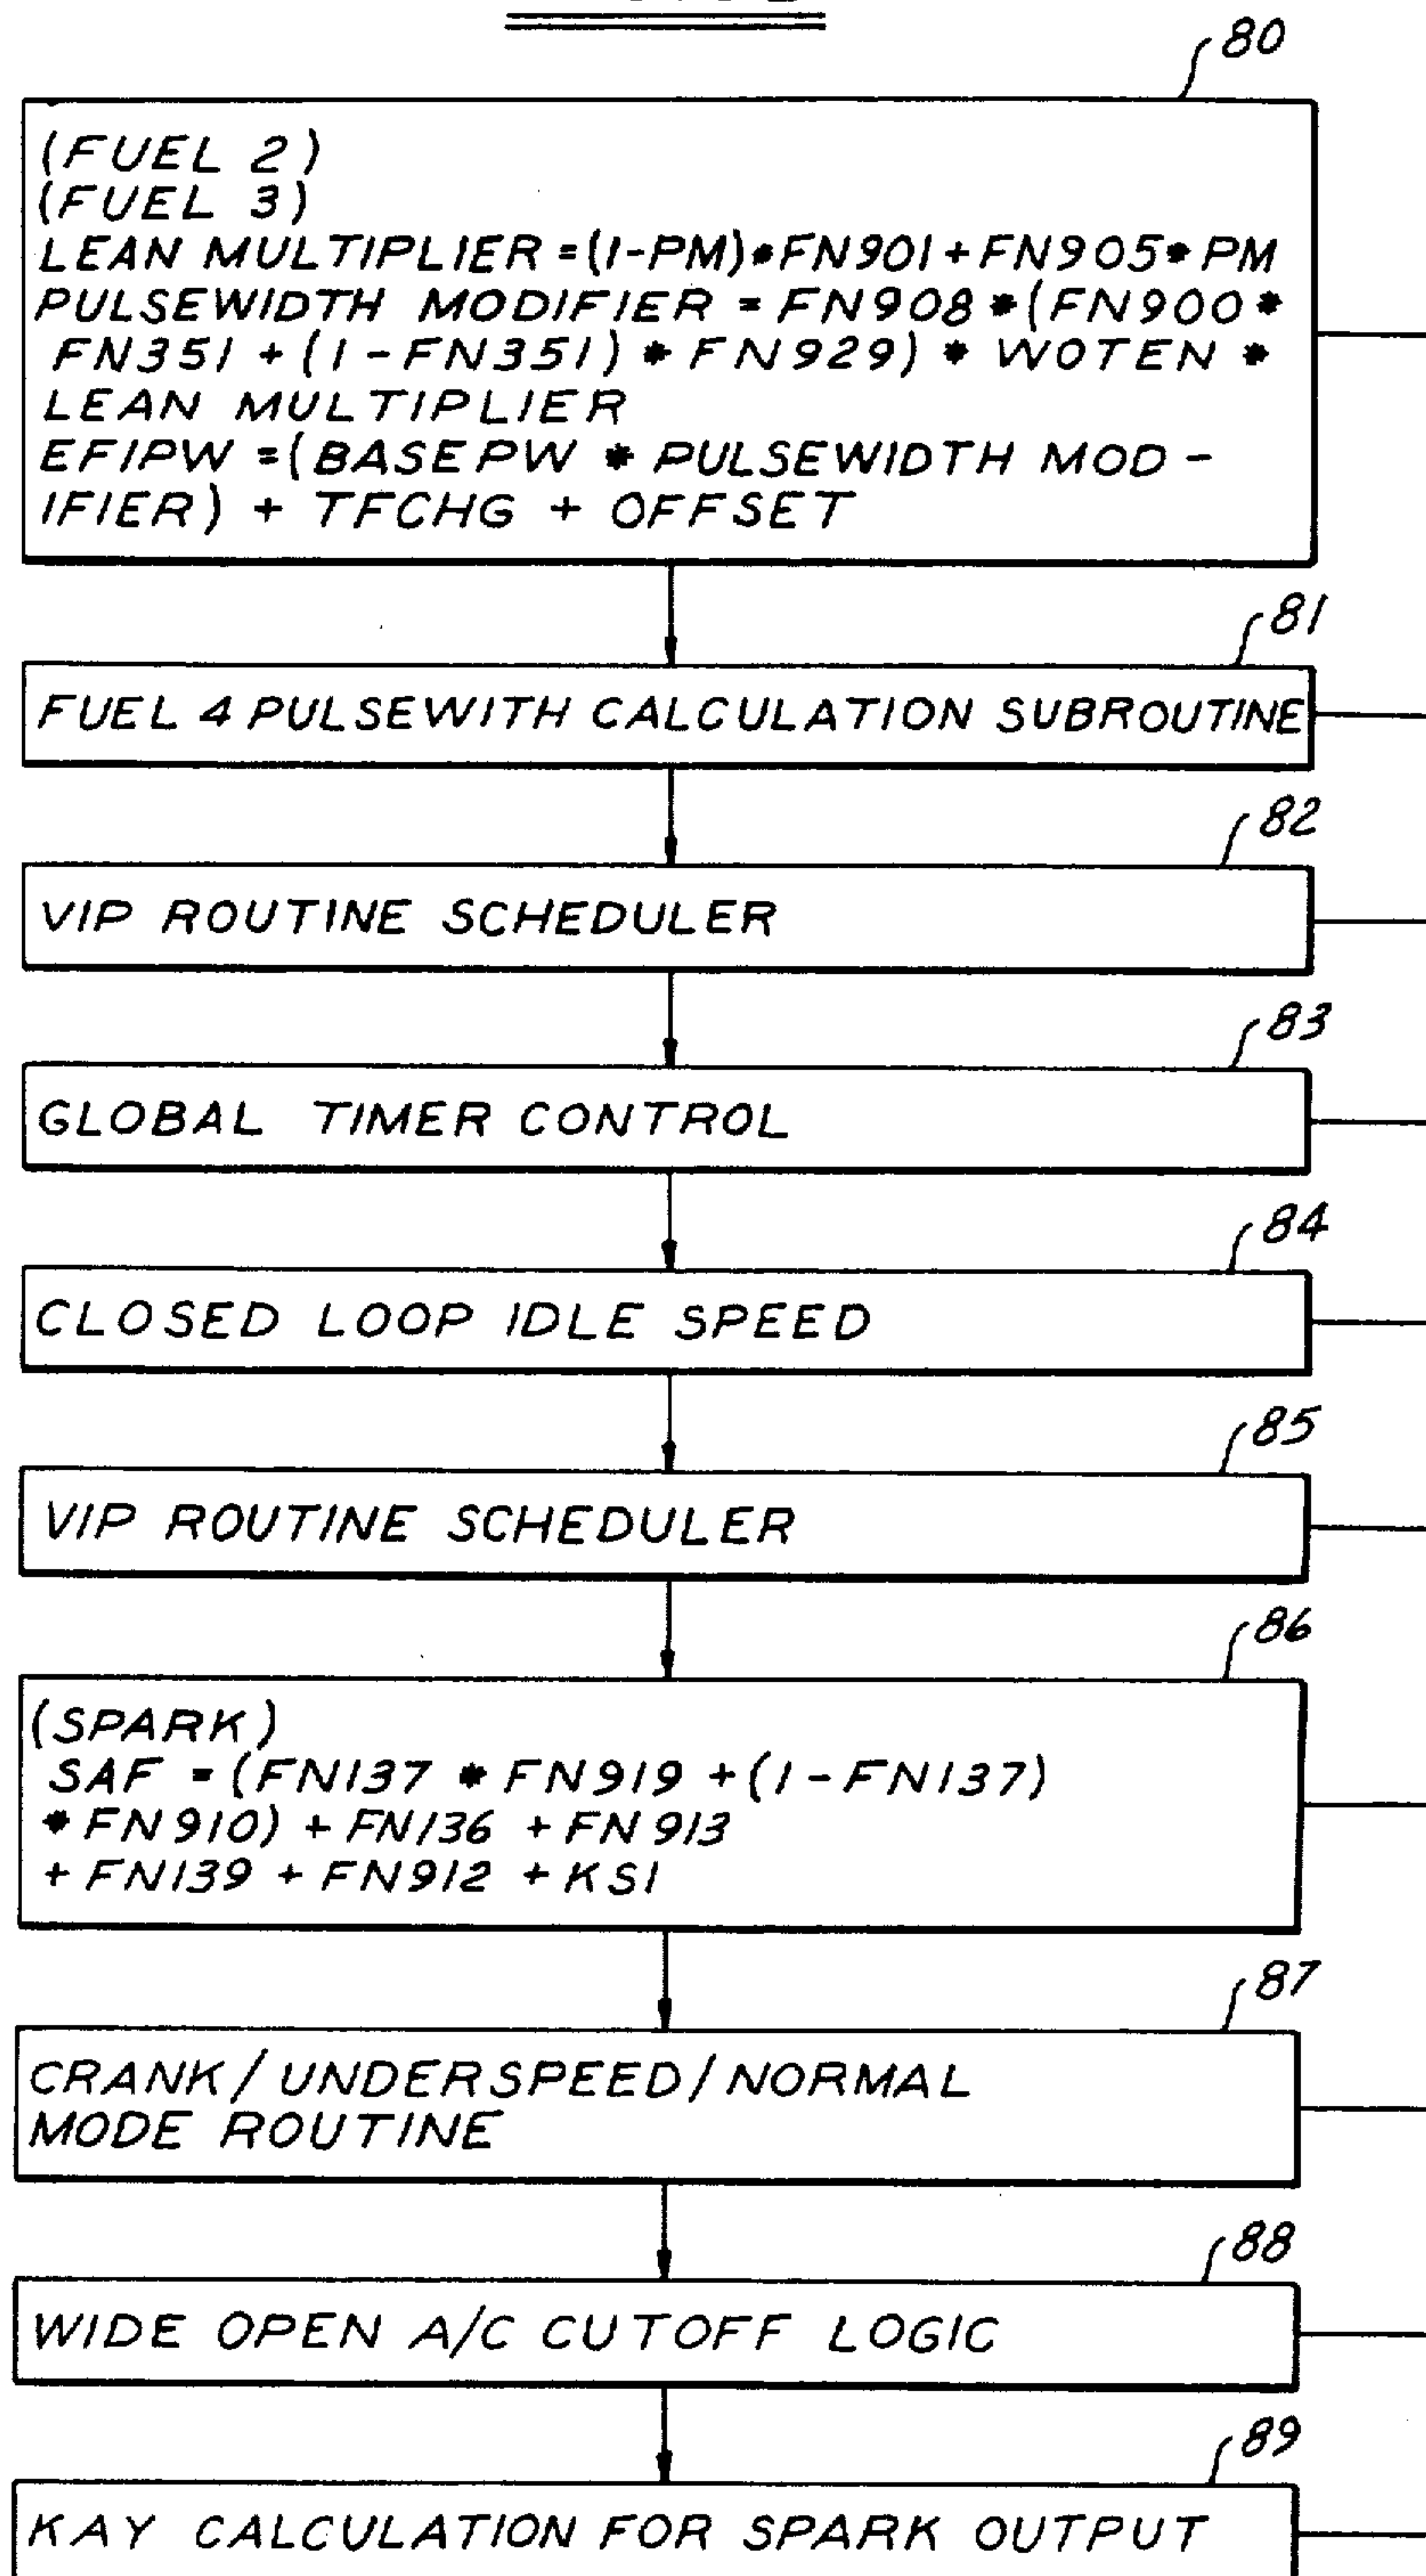 80
(FUEL 2)
(FUEL 3)
LEAN MULTIPLIER =(1-PM)*FN901+FN905*PM
PULSEWIDTH MODIFIER = FN908*(FN900*
FN351 + (1-FN351) * FN929) * WOTEN *
LEAN MULTIPLIER
EFIPW =(BASEPW * PULSEWIDTH MOD-
IFIER) + TFCHG + OFFSET
81
FUEL 4 PULSEWITH CALCULATION SUBROUTINE
82
VIP ROUTINE SCHEDULER
83
GLOBAL TIMER CONTROL
84
CLOSED LOOP IDLE SPEED
85
VIP ROUTINE SCHEDULER
86
(SPARK)
SAF = (FN137 * FN919 +(1-FN137)
* FN910) + FN136 + FN913
+ FN139 + FN912 + KSI
87
CRANK/UNDERSPEED/NORMAL
MODE ROUTINE
88
WIDE OPEN A/C CUTOFF LOGIC
89
KAY CALCULATION FOR SPARK OUTPUT